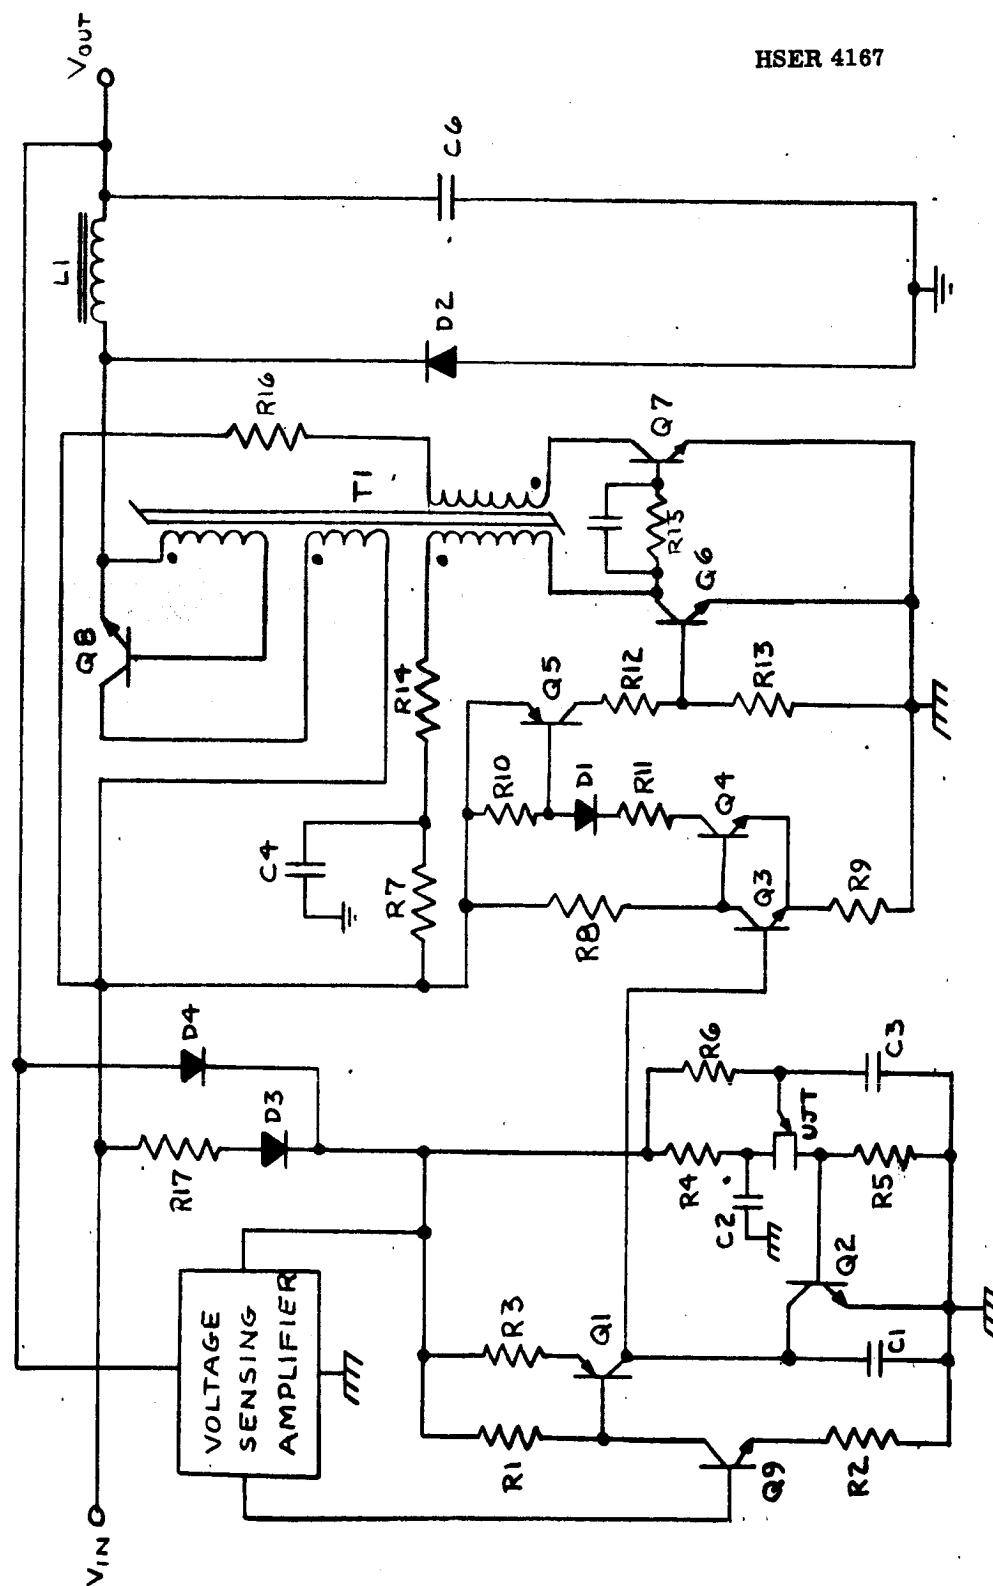 HSER 4167
VOUT
L1
C6
D2
R16
T1
Q7
R15
Q6
Q8
R14
Q5
R12
R13
R10
D1
R11
Q4
C4
R7
R8
Q3
R9
D4
D3
R17
R6
C3
UJT
R4
C2
R5
Q2
VOLTAGE
SENSING
AMPLIFIER
R3
Q1
C1
R1
Q9
R2
VIN